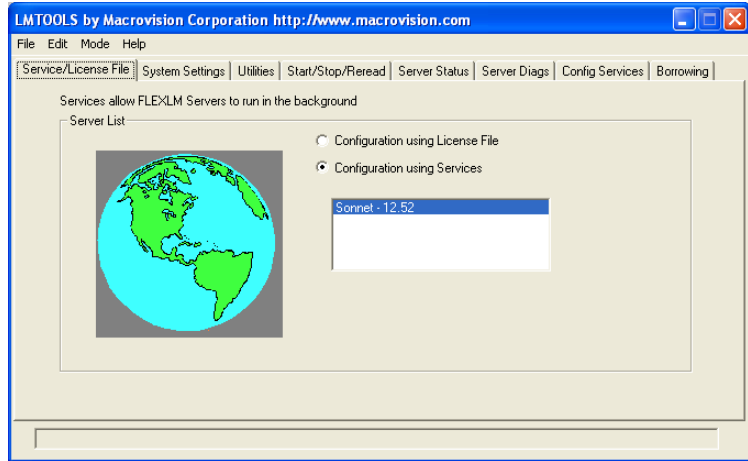 LMTOOLS by Macrovision Corporation http://www.macrovision.com
File Edit Mode Help
Service/License File System Settings Utilities Start/Stop/Reread Server Status Server Diags Config Services Borrowing
Services allow FLEXLM Servers to run in the background
Server List
Configuration using License File
Configuration using Services
Sonnet - 12.52